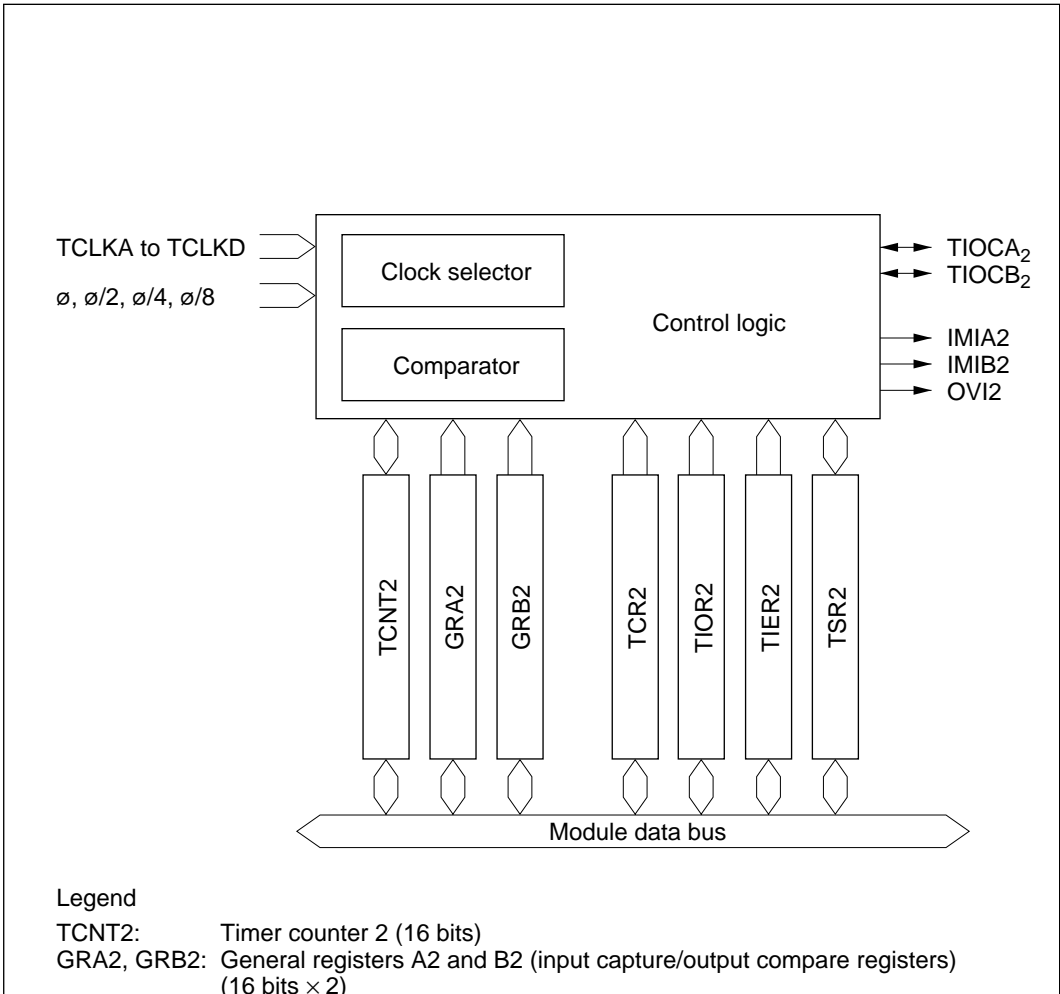 TCLKA to TCLKD
ø, ø/2, ø/4, ø/8
Clock selector
Comparator
Control logic
TIOCA2
TIOCB2
IMIA2
IMIB2
OVI2
TCNT2
GRA2
GRB2
TCR2
TIOR2
TIER2
TSR2
Module data bus
Legend
TCNT2: Timer counter 2 (16 bits)
GRA2, GRB2: General registers A2 and B2 (input capture/output compare registers)
(16 bits × 2)